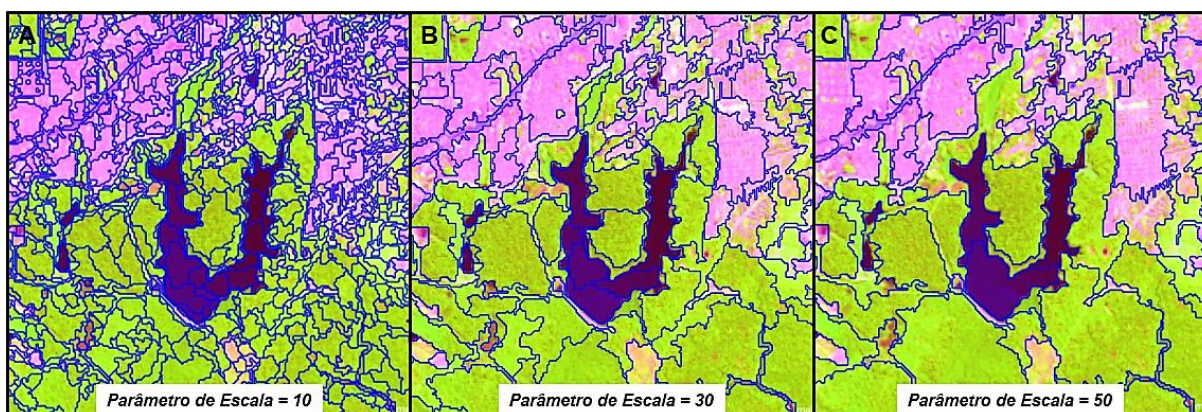 A
B
C
Parâmetro de Escala = 10
Parâmetro de Escala = 30
Parâmetro de Escala = 50